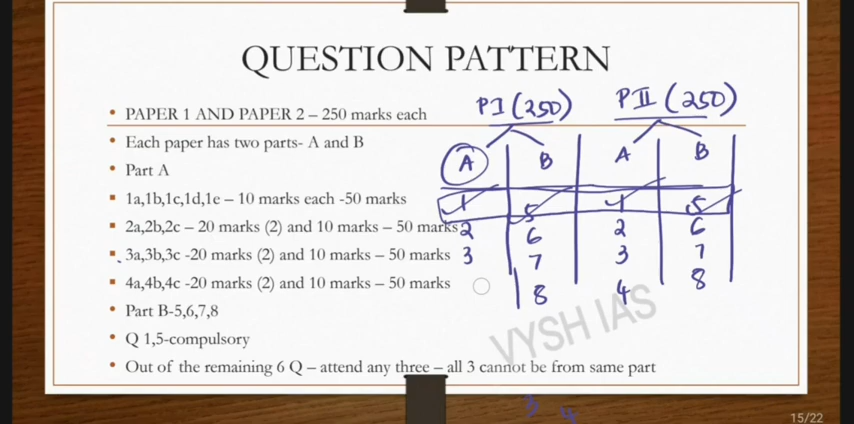 QUESTION PATTERN
• PAPER 1 AND PAPER 2 – 250 marks each
• Each paper has two parts- A and B
• Part A
▪ 1a,1b,1c,1d,1e – 10 marks each -50 marks
▪ 2a,2b,2c – 20 marks (2) and 10 marks – 50 marks
▪ 3a,3b,3c -20 marks (2) and 10 marks – 50 marks
▪ 4a,4b,4c -20 marks (2) and 10 marks – 50 marks
• Part B-5,6,7,8
• Q 1,5-compulsory
• Out of the remaining 6 Q – attend any three – all 3 cannot be from same part
PI (250) PII (250)
A B A B
1 5 1 5
2 6 2 6
3 7 3 7
8 4 8
VYSH IAS
3 4
15/22